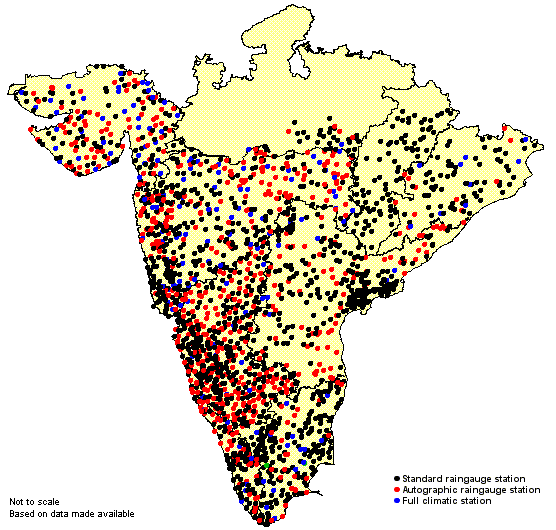 Standard raingauge station
Autographic raingauge station
Full climatic station
Not to scale
Based on data made available